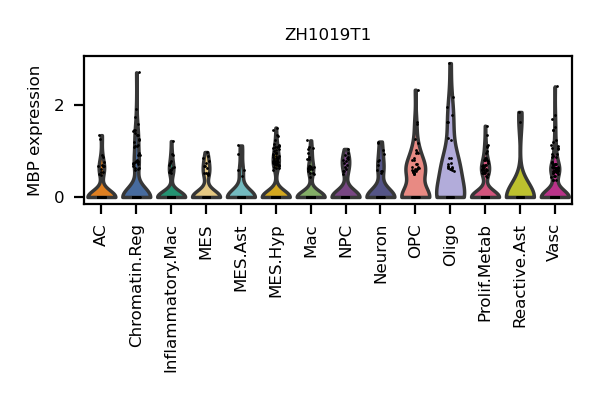 ZH1019T1
MBP expression
2
0
AC
Chromatin.Reg
Inflammatory.Mac
MES
MES.Ast
MES.Hyp
Mac
NPC
Neuron
OPC
Oligo
Prolif.Metab
Reactive.Ast
Vasc